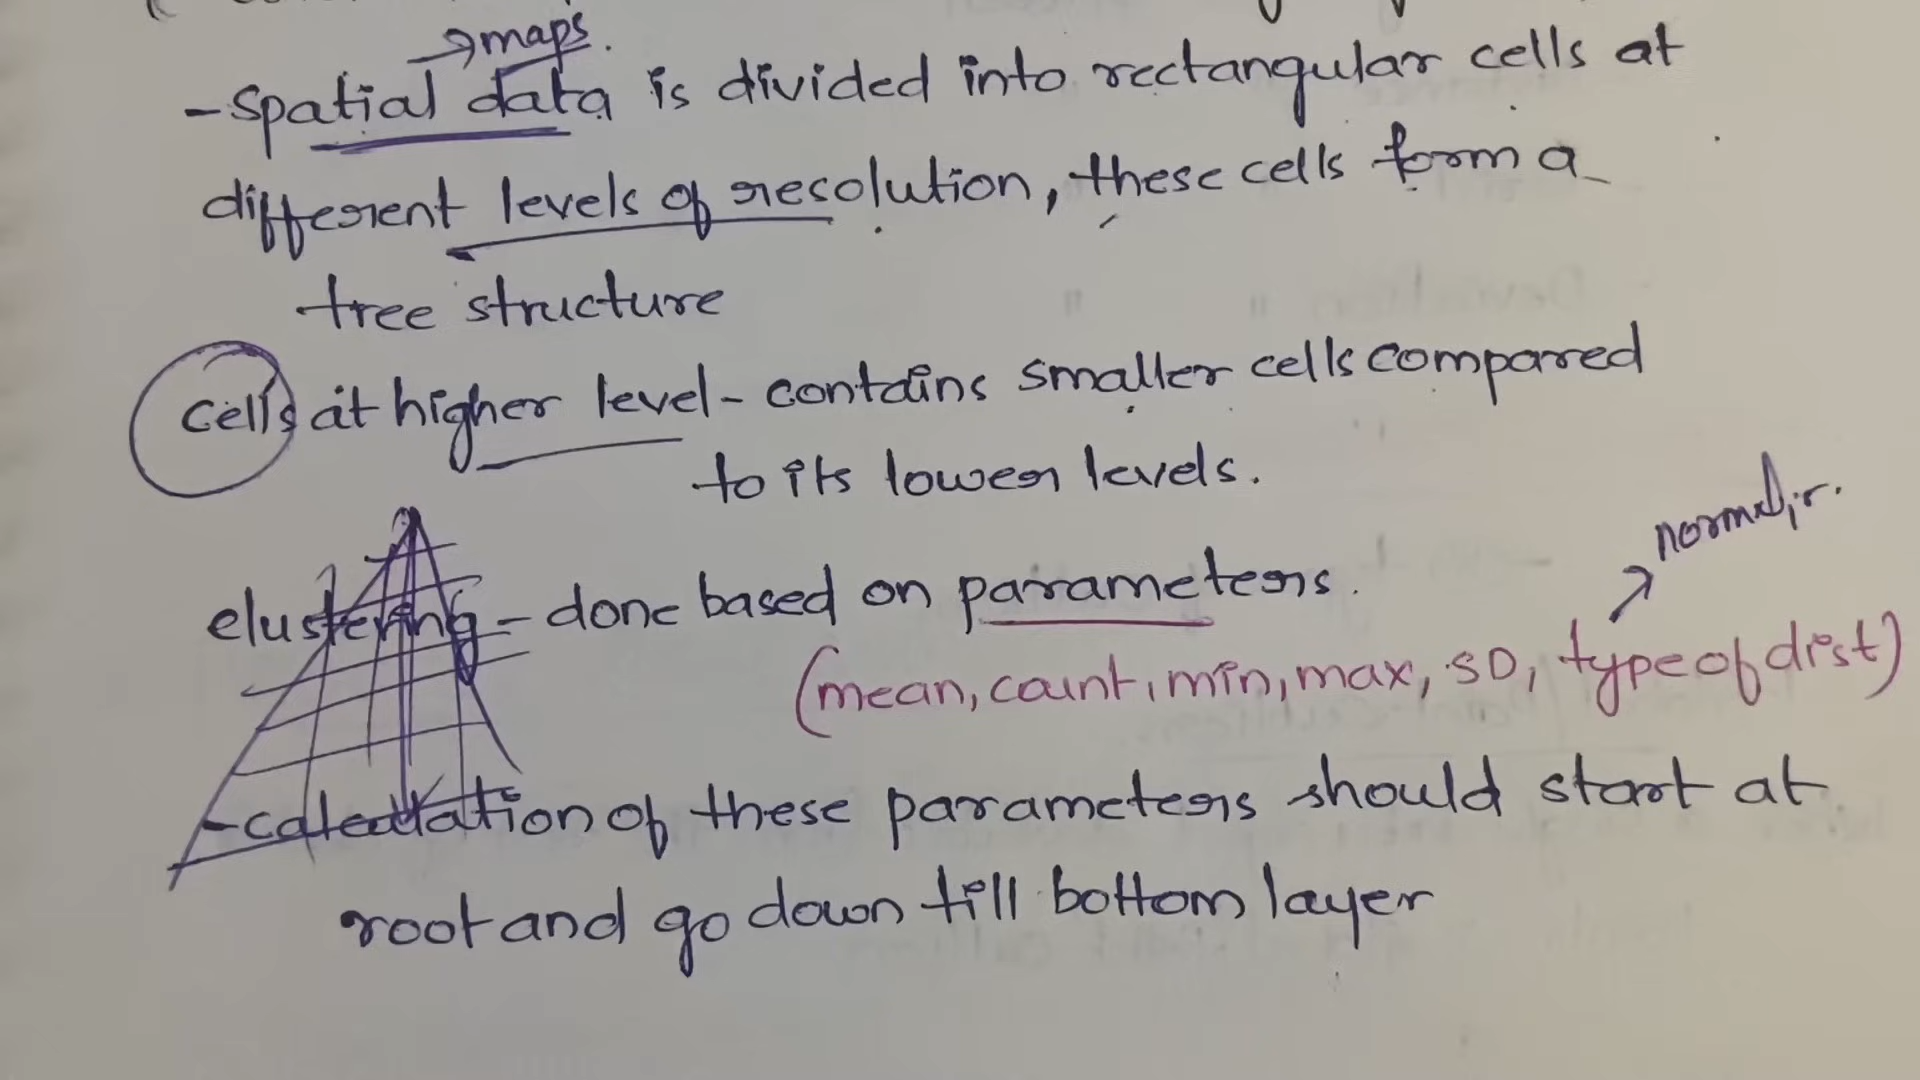 →maps.
-Spatial data is divided into rectangular cells at
different levels of resolution, these cells form a
tree structure
cells at higher level - contains smaller cells compared
to its lower levels.
normal,
clustering - done based on parameters.
(mean, count, min, max, SD, type of dist)
-calculation of these parameters should start at
root and go down till bottom layer